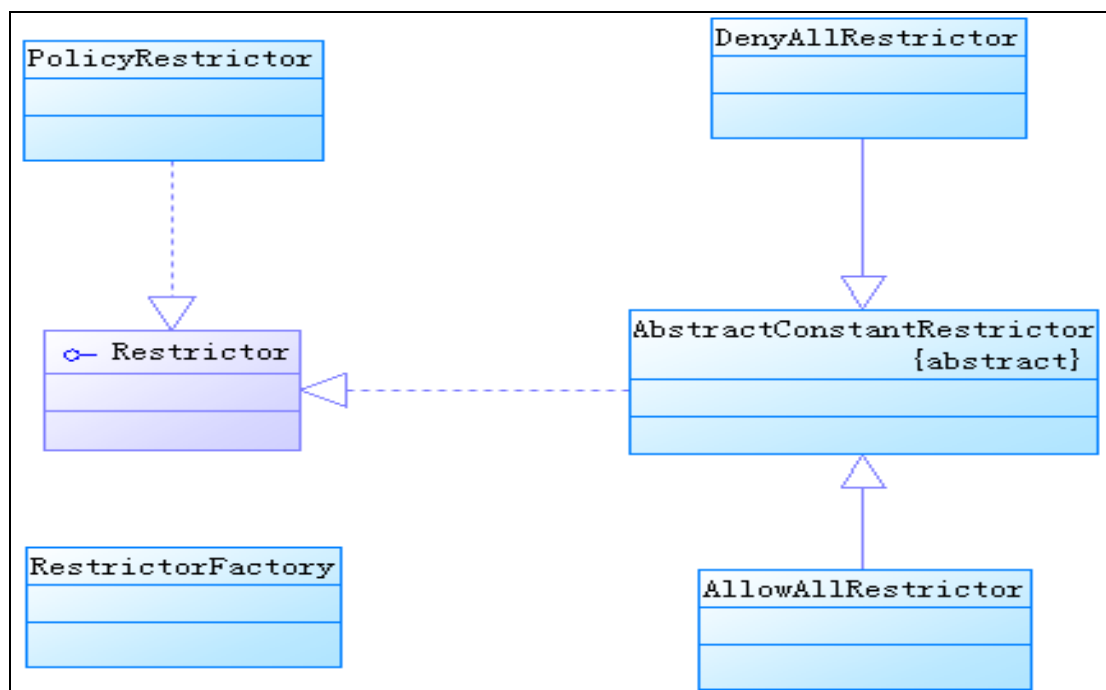 PolicyRestrictor
DenyAllRestrictor
Restrictor
AbstractConstantRestrictor
{abstract}
RestrictorFactory
AllowAllRestrictor